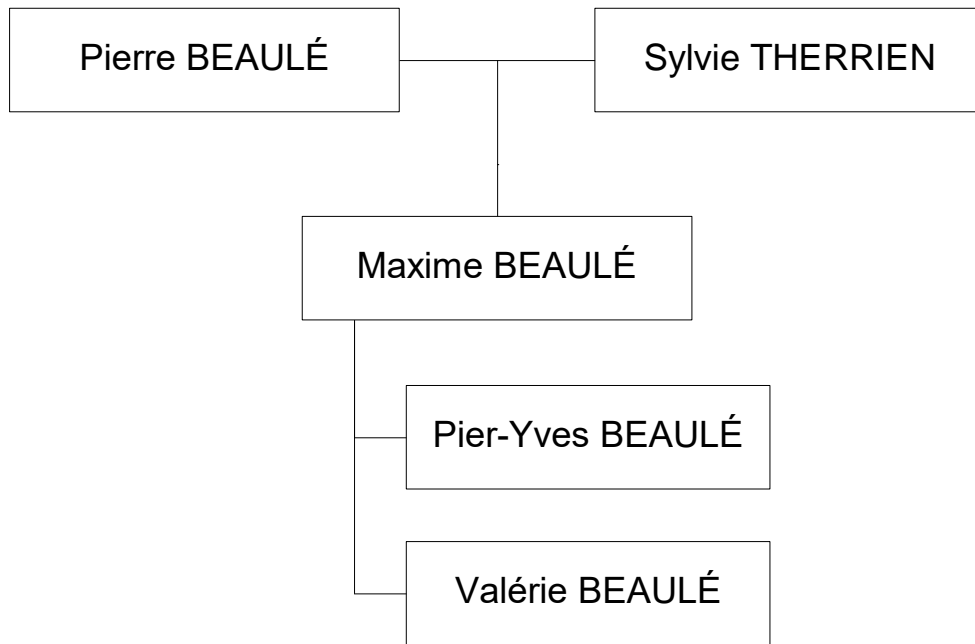 Pierre BEAULÉ
Sylvie THERRIEN
Maxime BEAULÉ
Pier-Yves BEAULÉ
Valérie BEAULÉ